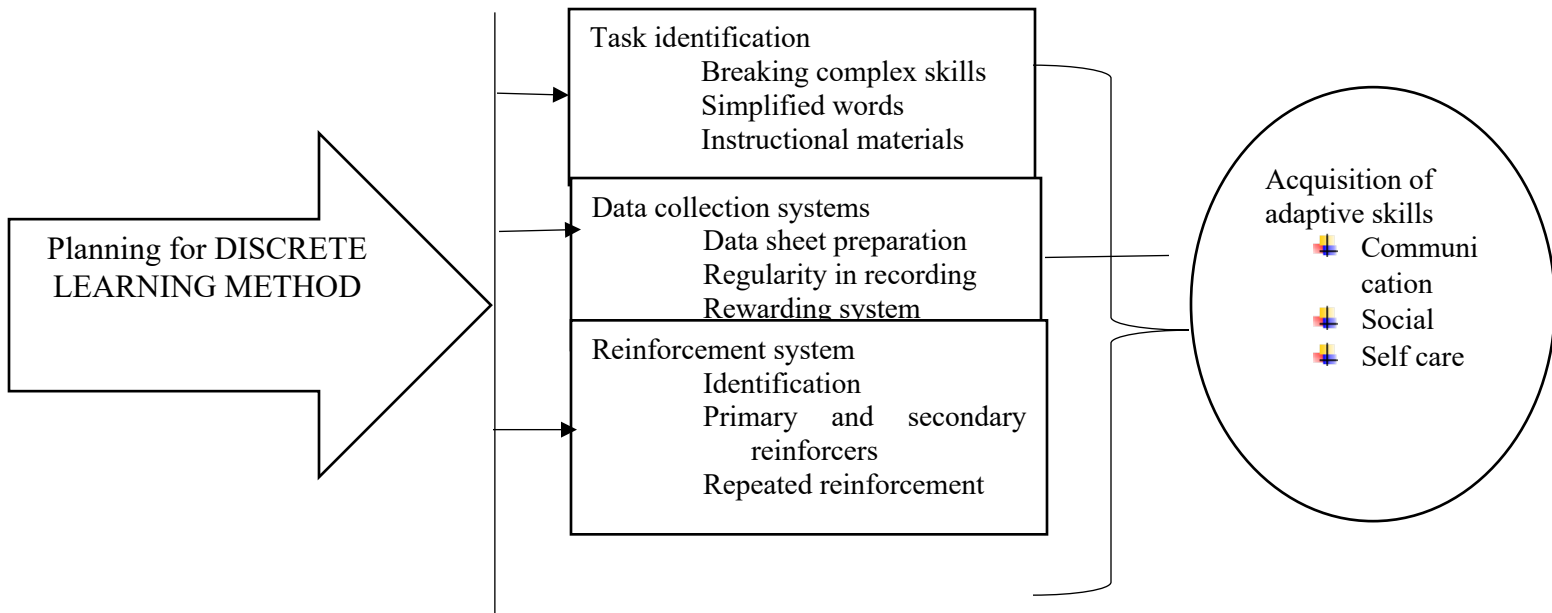 Planning for DISCRETE
LEARNING METHOD
Task identification
Breaking complex skills
Simplified words
Instructional materials
Data collection systems
Data sheet preparation
Regularity in recording
Rewarding system
Reinforcement system
Identification
Primary and secondary
reinforcers
Repeated reinforcement
Acquisition of
adaptive skills
Communi
cation
Social
Self care